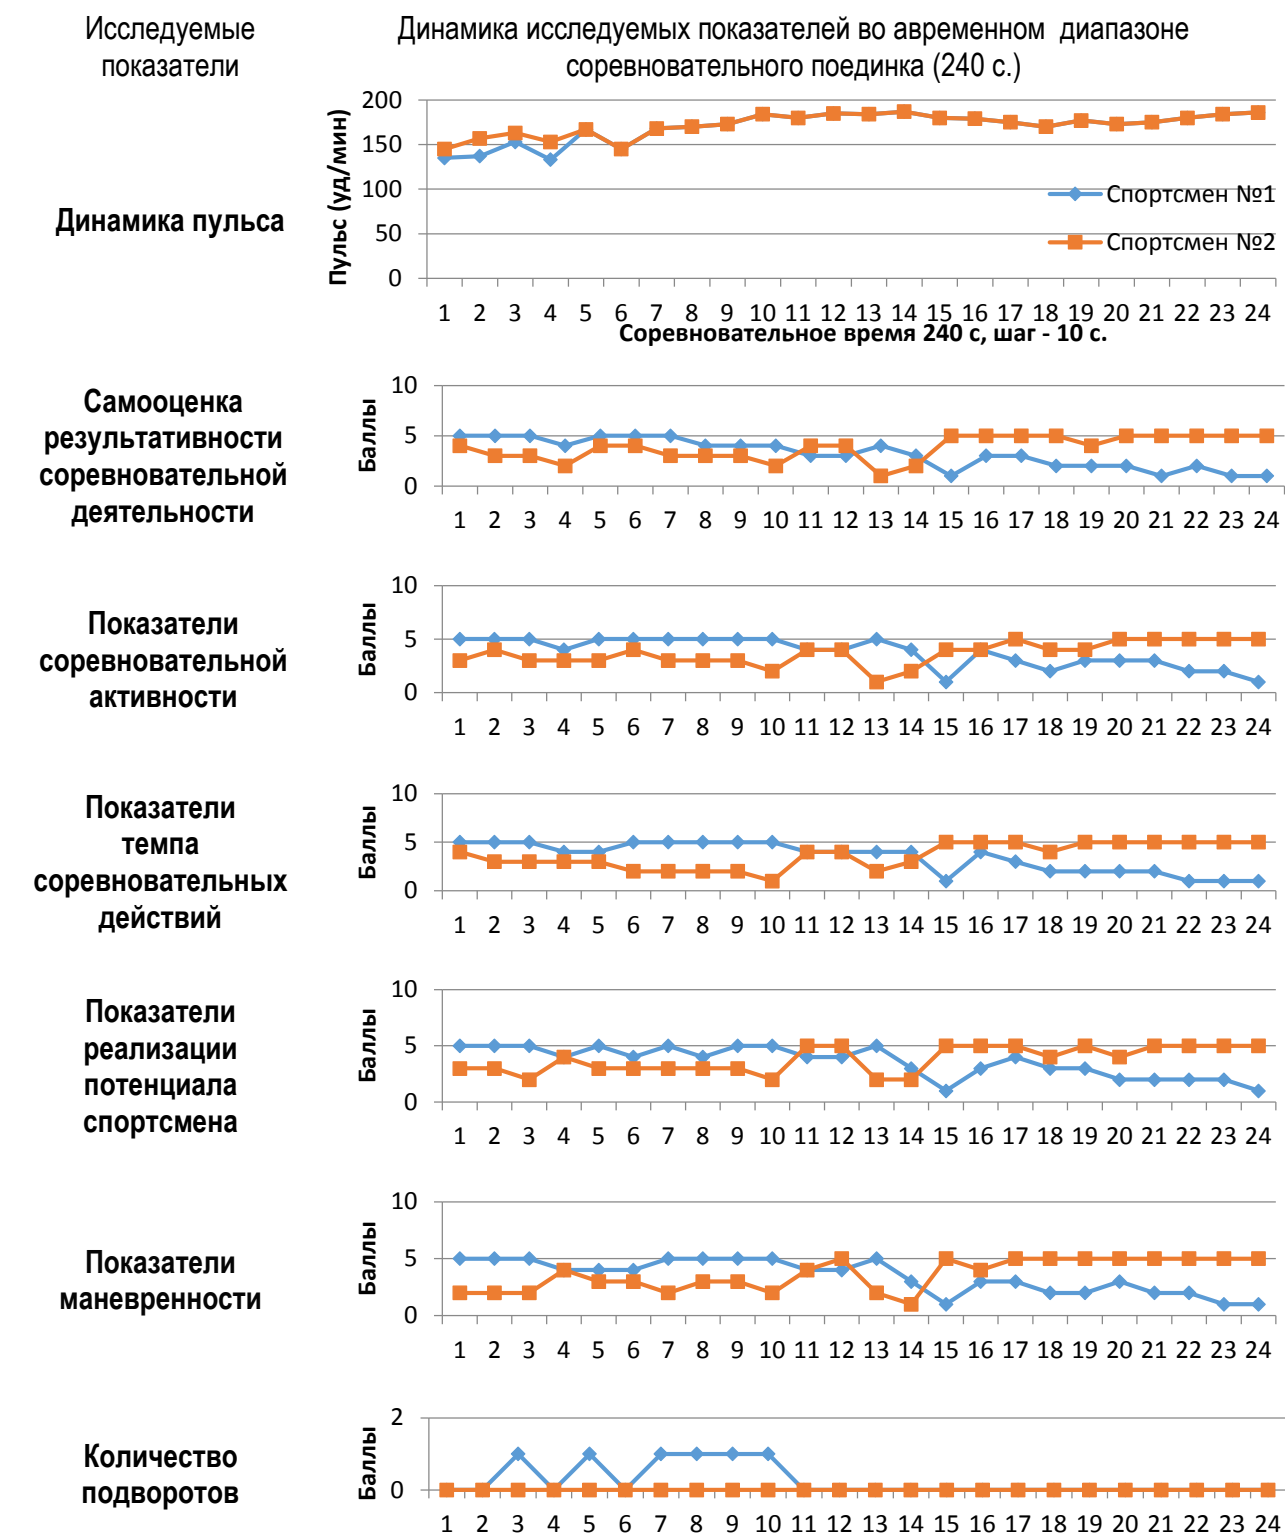 Исследуемые
показатели
Динамика исследуемых показателей во авременном диапазоне
соревновательного поединка (240 с.)
Динамика пульса
Пульс (уд/мин)
200
150
100
50
0
Спортсмен №1
Спортсмен №2
1 2 3 4 5 6 7 8 9 10 11 12 13 14 15 16 17 18 19 20 21 22 23 24
Соревновательное время 240 с, шаг - 10 с.
Самооценка
результативности
соревновательной
деятельности
Баллы
10
5
0
1 2 3 4 5 6 7 8 9 10 11 12 13 14 15 16 17 18 19 20 21 22 23 24
Показатели
соревновательной
активности
Баллы
10
5
0
1 2 3 4 5 6 7 8 9 10 11 12 13 14 15 16 17 18 19 20 21 22 23 24
Показатели
темпа
соревновательных
действий
Баллы
10
5
0
1 2 3 4 5 6 7 8 9 10 11 12 13 14 15 16 17 18 19 20 21 22 23 24
Показатели
реализации
потенциала
спортсмена
Баллы
10
5
0
1 2 3 4 5 6 7 8 9 10 11 12 13 14 15 16 17 18 19 20 21 22 23 24
Показатели
маневренности
Баллы
10
5
0
1 2 3 4 5 6 7 8 9 10 11 12 13 14 15 16 17 18 19 20 21 22 23 24
Количество
подворотов
Баллы
2
0
1 2 3 4 5 6 7 8 9 10 11 12 13 14 15 16 17 18 19 20 21 22 23 24